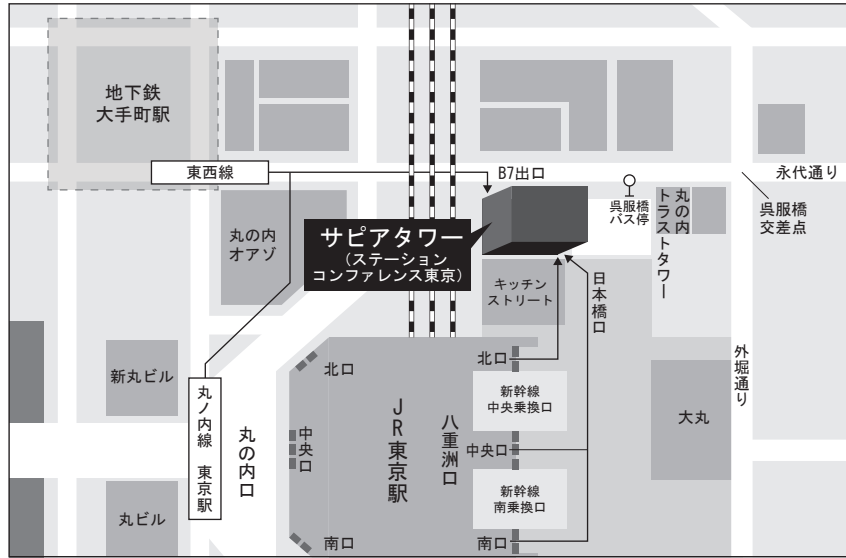 地下鉄
大手町駅
東西線
B7出口
永代通り
呉服橋
バス停
丸の内
トラストタワー
呉服橋
交差点
丸の内
オアゾ
サピアタワー
（ステーション
コンファレンス東京）
キッチン
ストリート
日本橋口
新丸ビル
北口
北口
新幹線
中央乗換口
外堀通り
大丸
丸ノ内線 東京駅
丸の内口
中央口
JR東京駅
八重洲口
中央口
新幹線
南乗換口
丸ビル
南口
南口